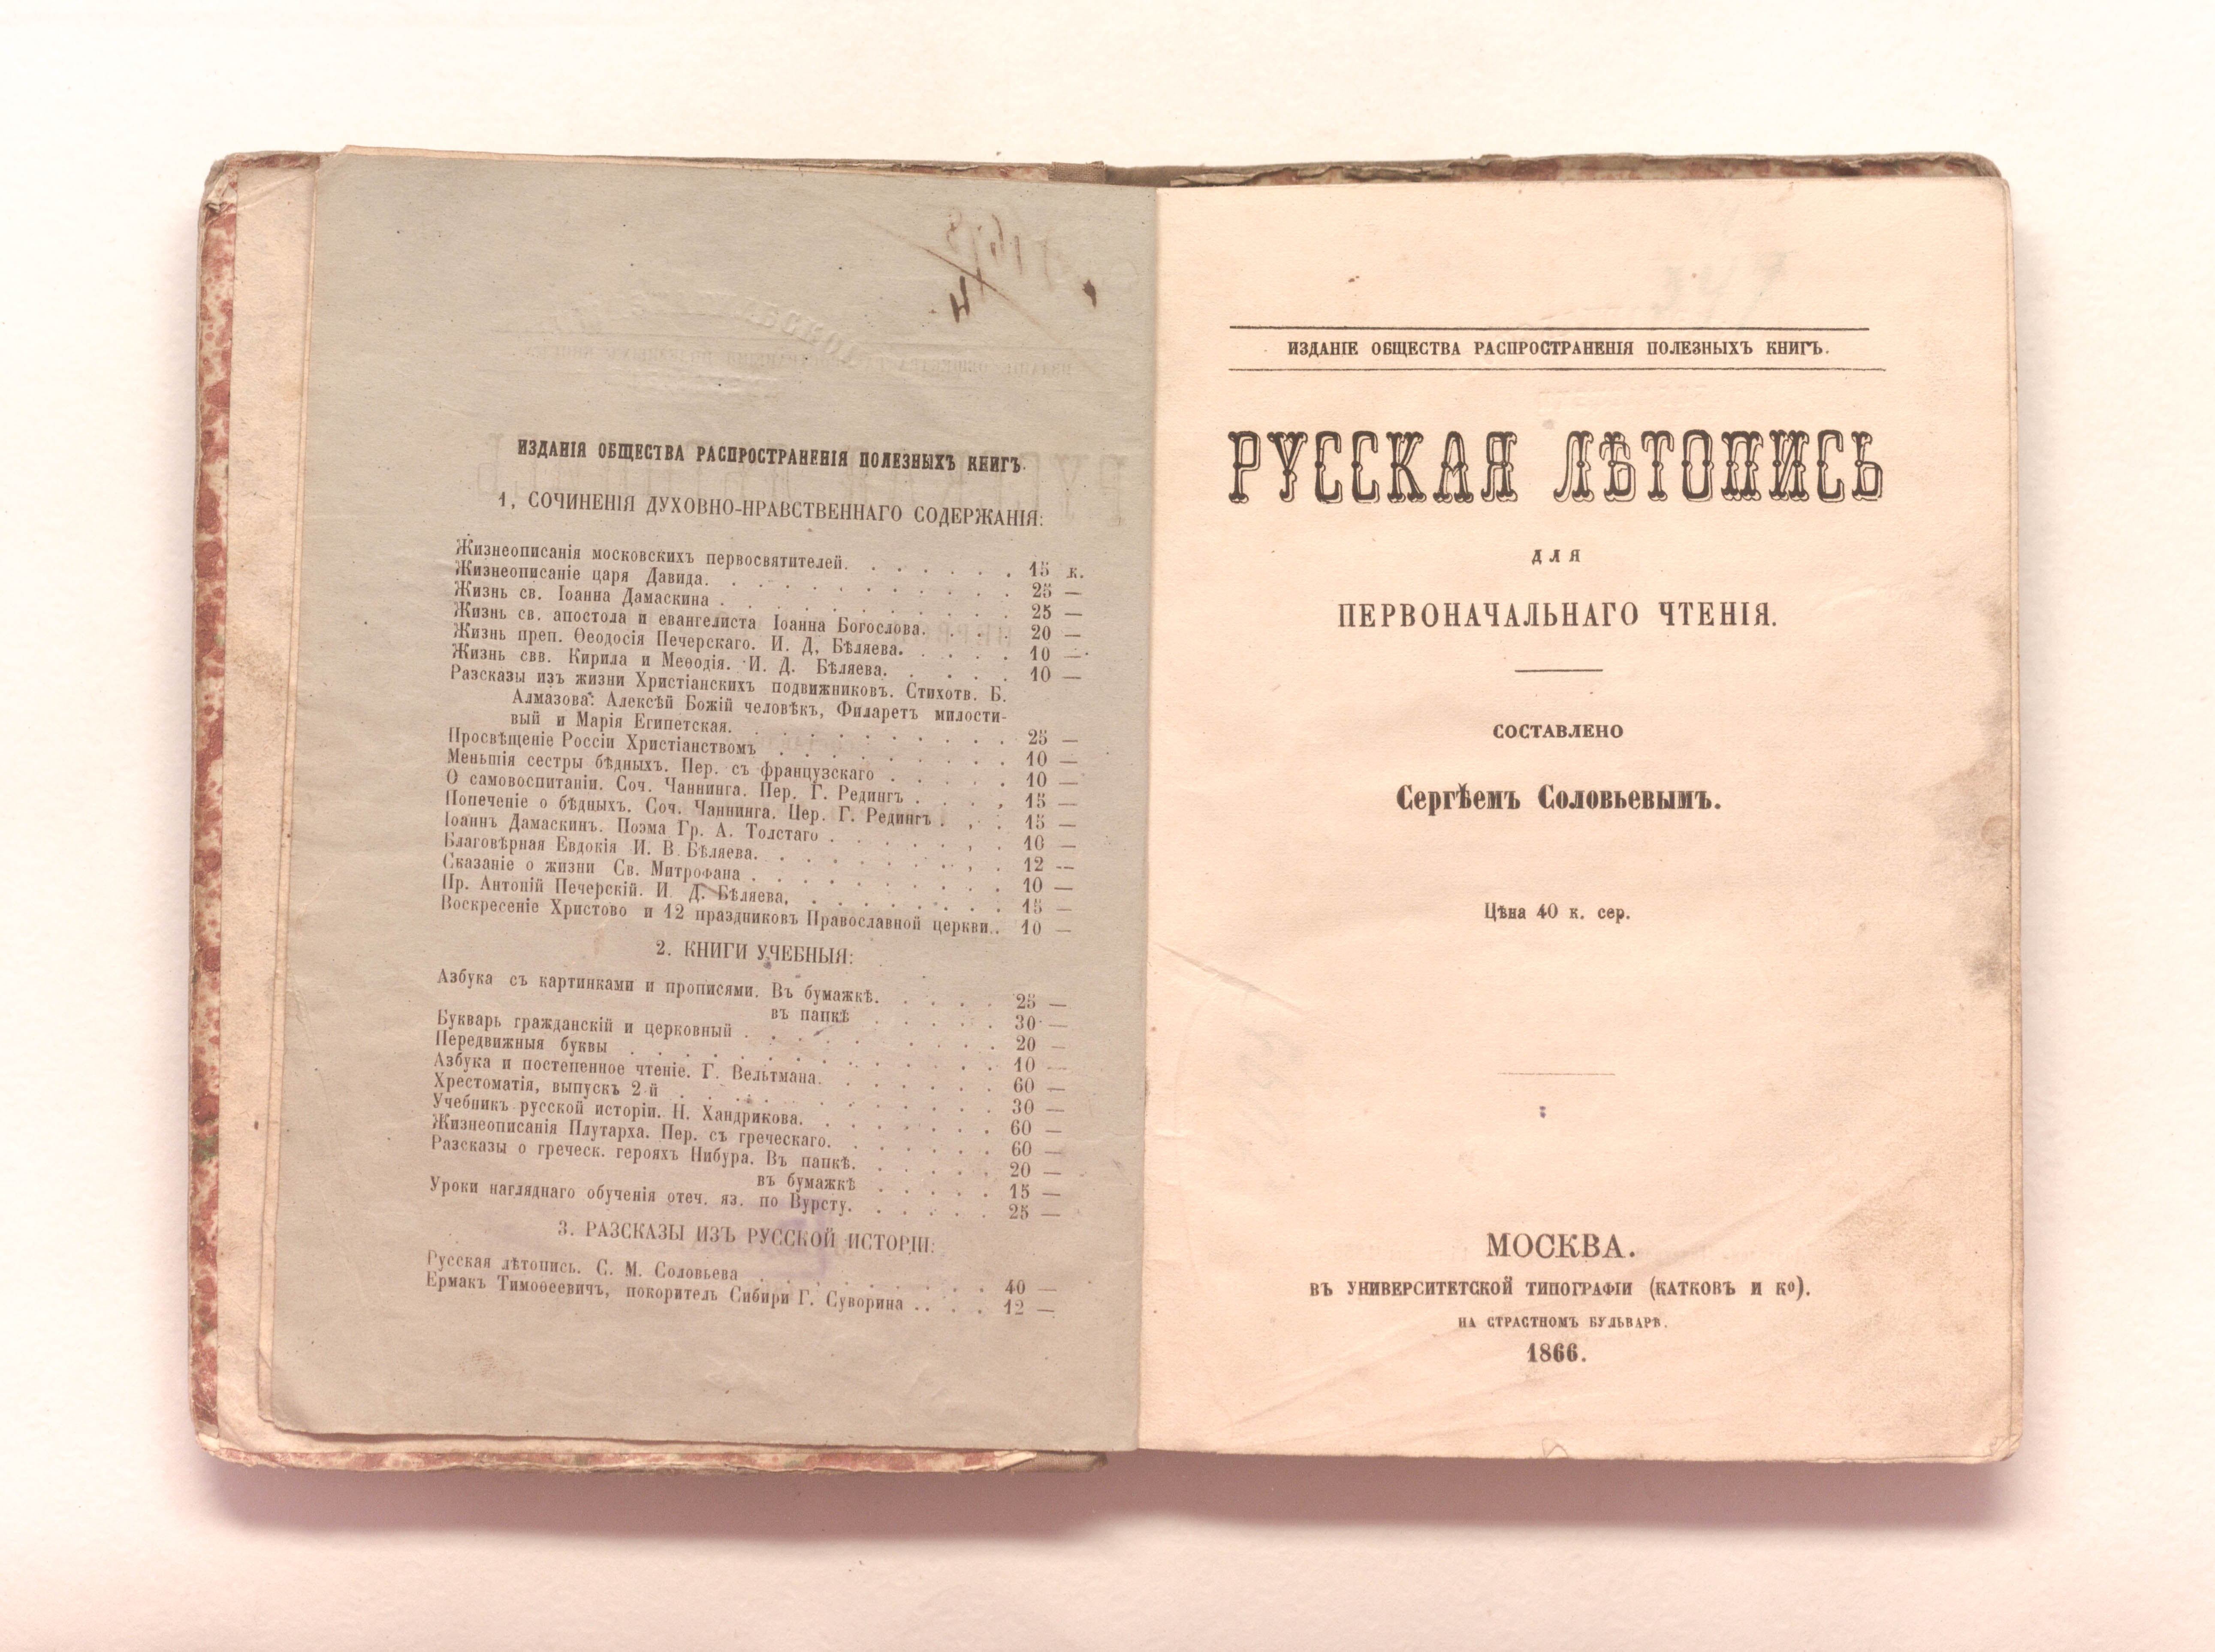 ИЗДАНІЯ ОБЩЕСТВА РАСПРОСТРАНЕНІЯ ПОЛЕЗНЫХЪ КНИГЪ.
1, СОЧИНЕНІЯ ДУХОВНО-НРАВСТВЕННАГО СОДЕРЖАНІЯ:
Жизнеописанія московскихъ первосвятителей. . . . . . . 15 к.
Жизнеописаніе царя Давида. . . . . . . . . . . 25 —
Жизнь св. Іоанна Дамаскина . . . . . . . . . . 25 —
Жизнь св. апостола и евангелиста Іоанна Богослова. . . . 20 —
Жизнь преп. Ѳеодосія Печерскаго. И. Д, Бѣляева. . . . . 10 —
Жизнь свв. Кирила и Меѳодія. И. Д. Бѣляева. . . . . . 10 —
Разсказы изъ жизни Христіанскихъ подвижниковъ. Стихотв. Б.
Алмазова: Алексѣй Божій человѣкъ, Филаретъ милости-
вый и Марія Египетская. . . . . . . . . . . 25 —
Просвѣщеніе Россіи Христіанствомъ . . . . . . . . 10 —
Меньшія сестры бѣдныхъ. Пер. съ французскаго . . . . . 10 —
О самовоспитаніи. Соч. Чаннинга. Пер. Г. Редингъ . . . . 15 —
Попеченіе о бѣдныхъ. Соч. Чаннинга. Пер. Г. Редингъ . . . 15 —
Іоаннъ Дамаскинъ. Поэма Гр. А. Толстаго . . . . . . . 10 —
Благовѣрная Евдокія И. В. Бѣляева. . . . . . . . . 12 —
Сказаніе о жизни Св. Митрофана . . . . . . . . . 10 —
Пр. Антоній Печерскій. И. Д. Бѣляева, . . . . . . . . 15 —
Воскресеніе Христово и 12 праздниковъ Православной церкви. . 10 —
2. КНИГИ УЧЕБНЫЯ:
Азбука съ картинками и прописями. Въ бумажкѣ. . . . . 25 —
въ папкѣ . . . . . 30 —
Букварь гражданскій и церковный . . . . . . . . . 20 —
Передвижныя буквы . . . . . . . . . . . . 10 —
Азбука и постепенное чтеніе. Г. Вельтмана. . . . . . . 60 —
Хрестоматія, выпускъ 2-й . . . . . . . . . . . 30 —
Учебникъ русской исторіи. Н. Хандрикова. . . . . . . . 60 —
Жизнеописанія Плутарха. Пер. съ греческаго. . . . . . . 60 —
Разсказы о греческ. герояхъ Нибура. Въ папкѣ. . . . . . 20 —
въ бумажкѣ . . . . . 15 —
Уроки нагляднаго обученія отеч. яз. по Вурсту. . . . . . 25 —
3. РАЗСКАЗЫ ИЗЪ РУССКОЙ ИСТОРІИ:
Русская лѣтопись. С. М. Соловьева . . . . . . . . . 40 —
Ермакъ Тимоѳеевичъ, покоритель Сибири Г. Суворина . . . . 12 —
ИЗДАНІЕ ОБЩЕСТВА РАСПРОСТРАНЕНІЯ ПОЛЕЗНЫХЪ КНИГЪ.
РУССКАЯ ЛѢТОПИСЬ
ДЛЯ
ПЕРВОНАЧАЛЬНАГО ЧТЕНІЯ.
СОСТАВЛЕНО
Сергѣемъ Соловьевымъ.
Цѣна 40 к. сер.
МОСКВА.
ВЪ УНИВЕРСИТЕТСКОЙ ТИПОГРАФІИ (КАТКОВЪ И Ко).
НА СТРАСТНОМЪ БУЛЬВАРѢ.
1866.